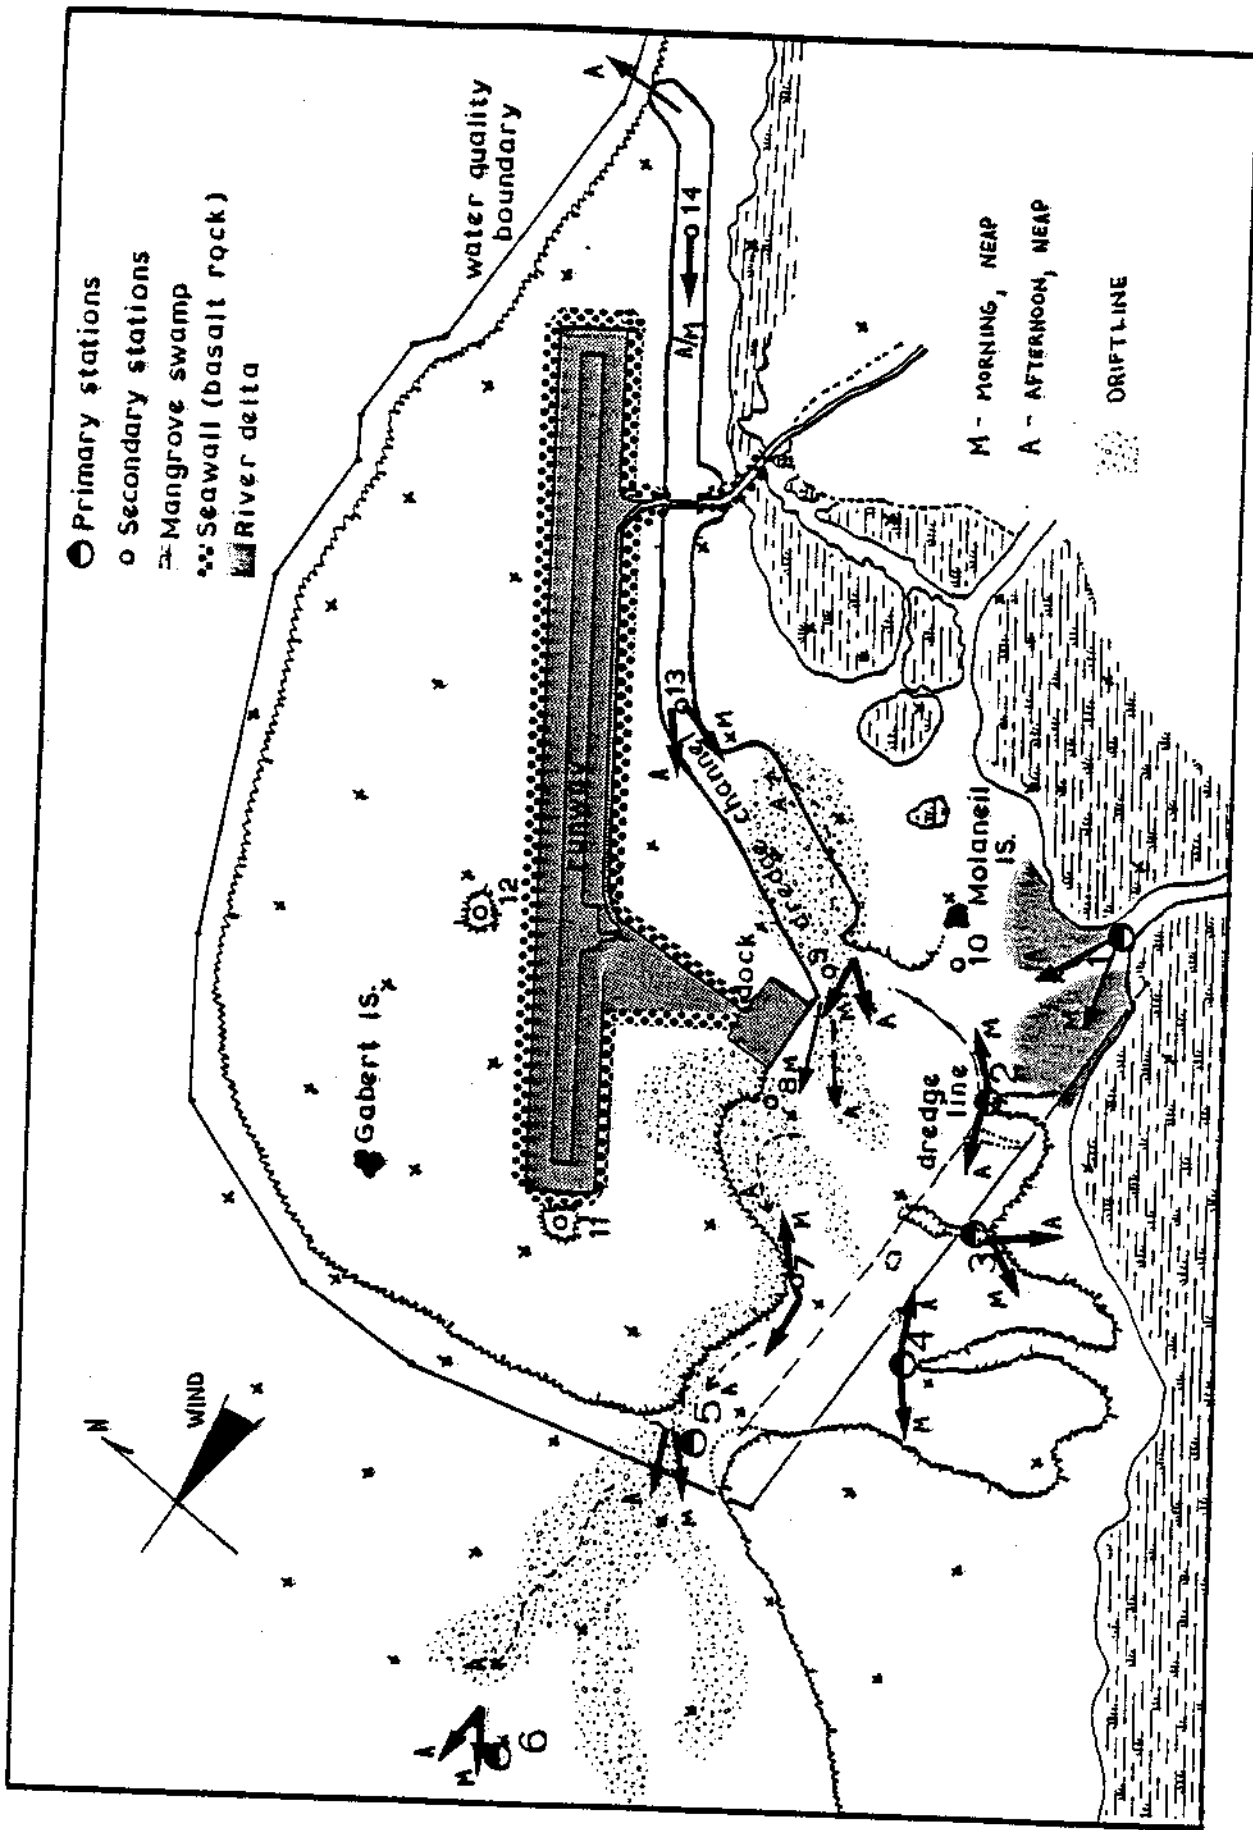 Primary stations
Secondary stations
Mangrove swamp
Seawall (basalt rock)
River delta
N
WIND
water quality
boundary
A
14
A/M
Gabert IS.
12
runway
11
13
M
A
dredge channel
A
dock
9
M
A
8
M
A
A
7
M
5
A
A
M
A
6
A
M
10
Molaneil
IS.
1
A
M
2
M
A
dredge
line
3
A
M
4
A
M
M - MORNING, NEAP
A - AFTERNOON, NEAP
DRIFTLINE